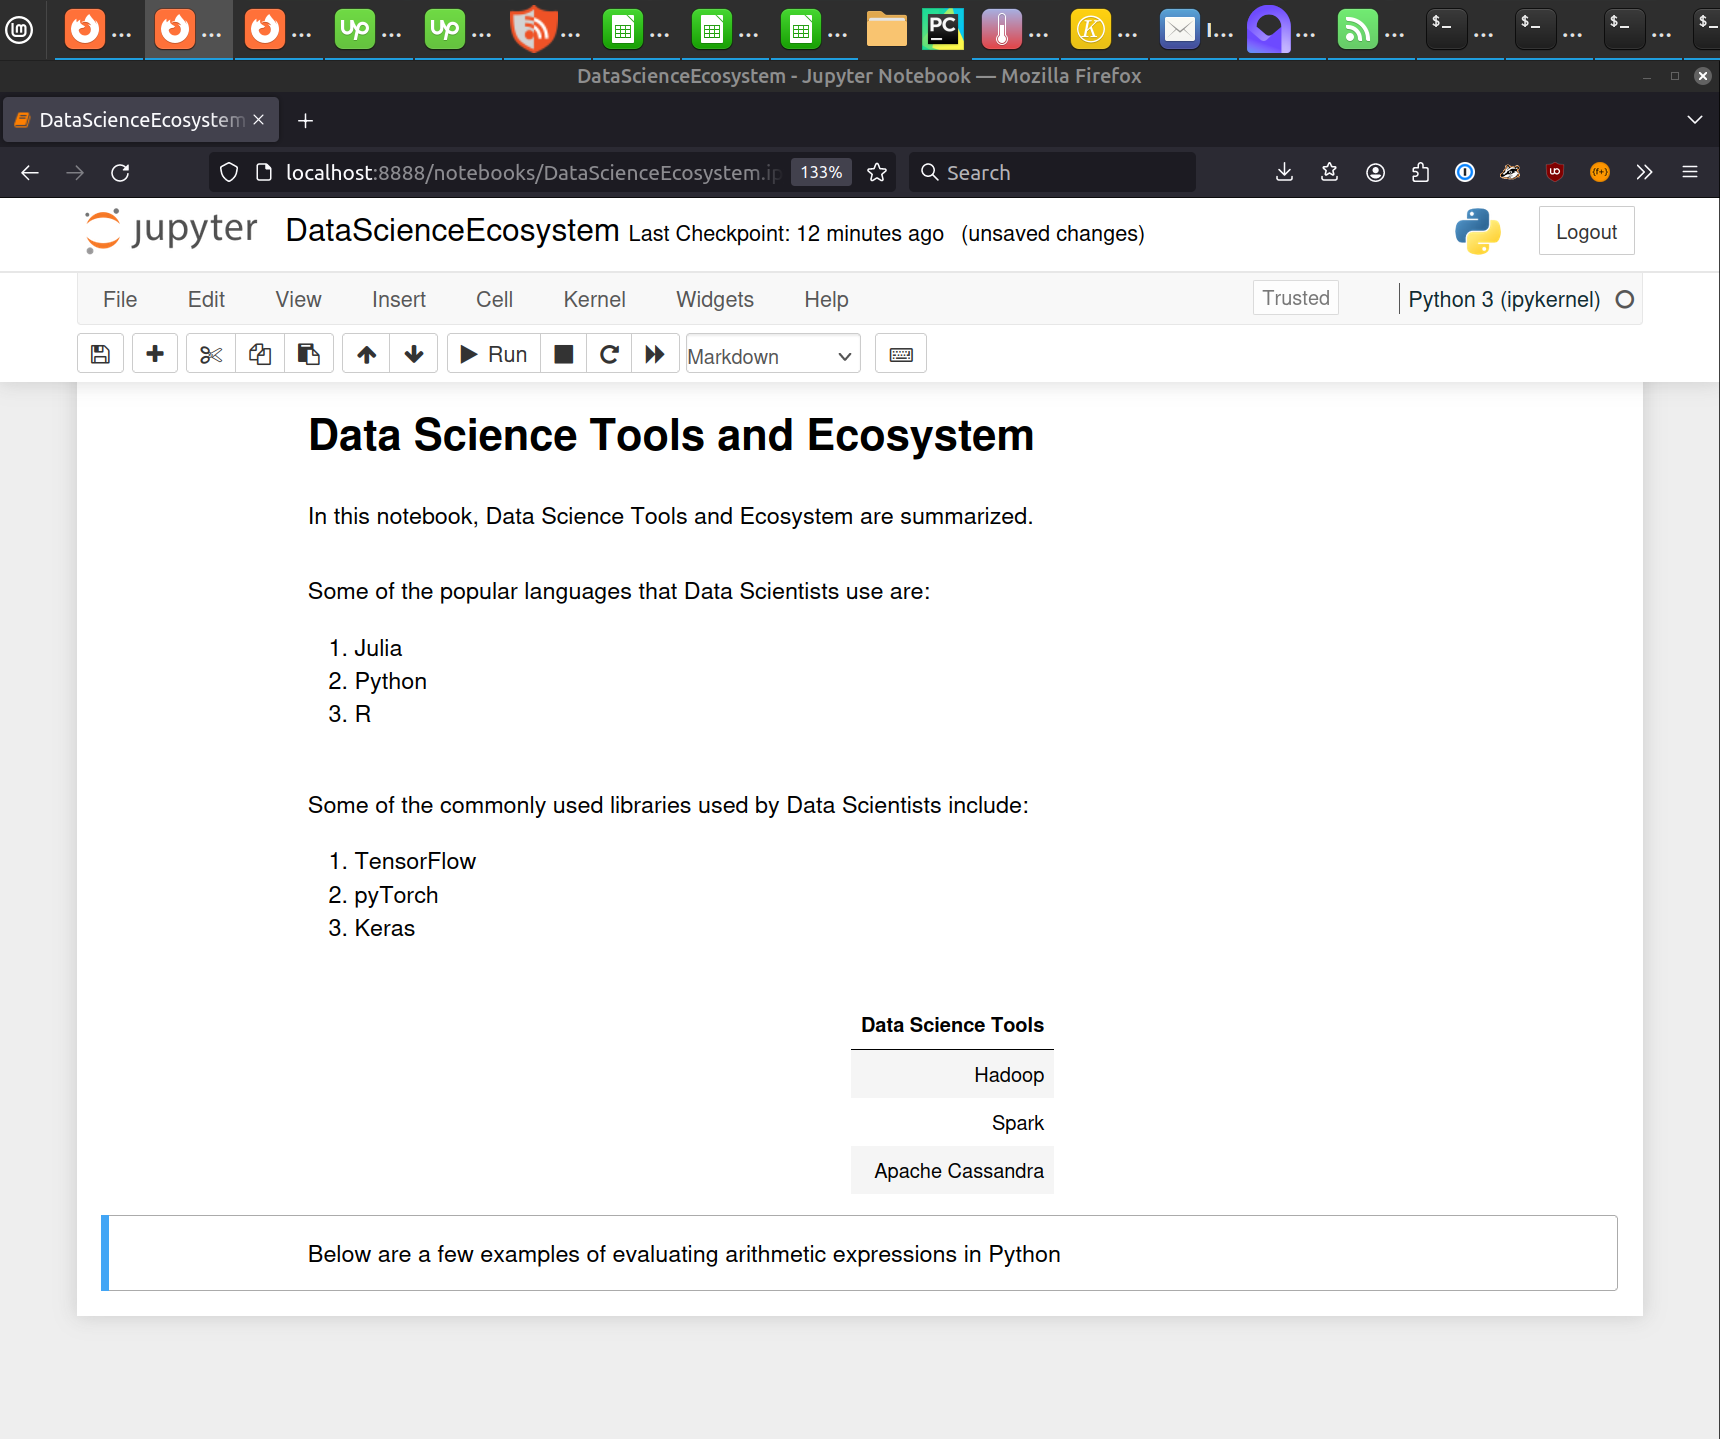 ... ... ... UP ... UP ... ... ... ... ... PC ... K ... I... ... ... $_ ... $_ ... $_ ... $_
DataScienceEcosystem - Jupyter Notebook — Mozilla Firefox
DataScienceEcosystem
localhost:8888/notebooks/DataScienceEcosystem.ip 133% Search
jupyter DataScienceEcosystem Last Checkpoint: 12 minutes ago (unsaved changes) Logout
File Edit View Insert Cell Kernel Widgets Help Trusted Python 3 (ipykernel)
Run Markdown
Data Science Tools and Ecosystem
In this notebook, Data Science Tools and Ecosystem are summarized.
Some of the popular languages that Data Scientists use are:
1. Julia
2. Python
3. R
Some of the commonly used libraries used by Data Scientists include:
1. TensorFlow
2. pyTorch
3. Keras
Data Science Tools
Hadoop
Spark
Apache Cassandra
Below are a few examples of evaluating arithmetic expressions in Python